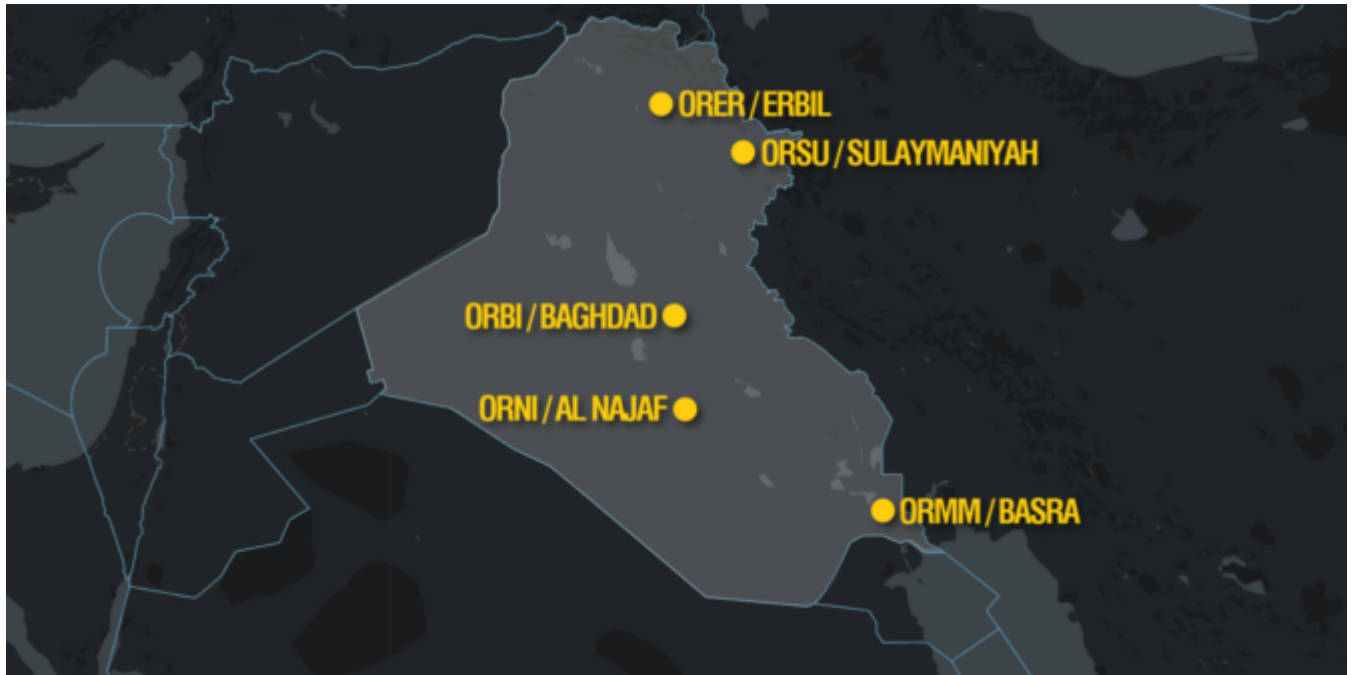 ORER / ERBIL
ORSU / SULAYMANIYAH
ORBI / BAGHDAD
ORNI / AL NAJAF
ORMM / BASRA